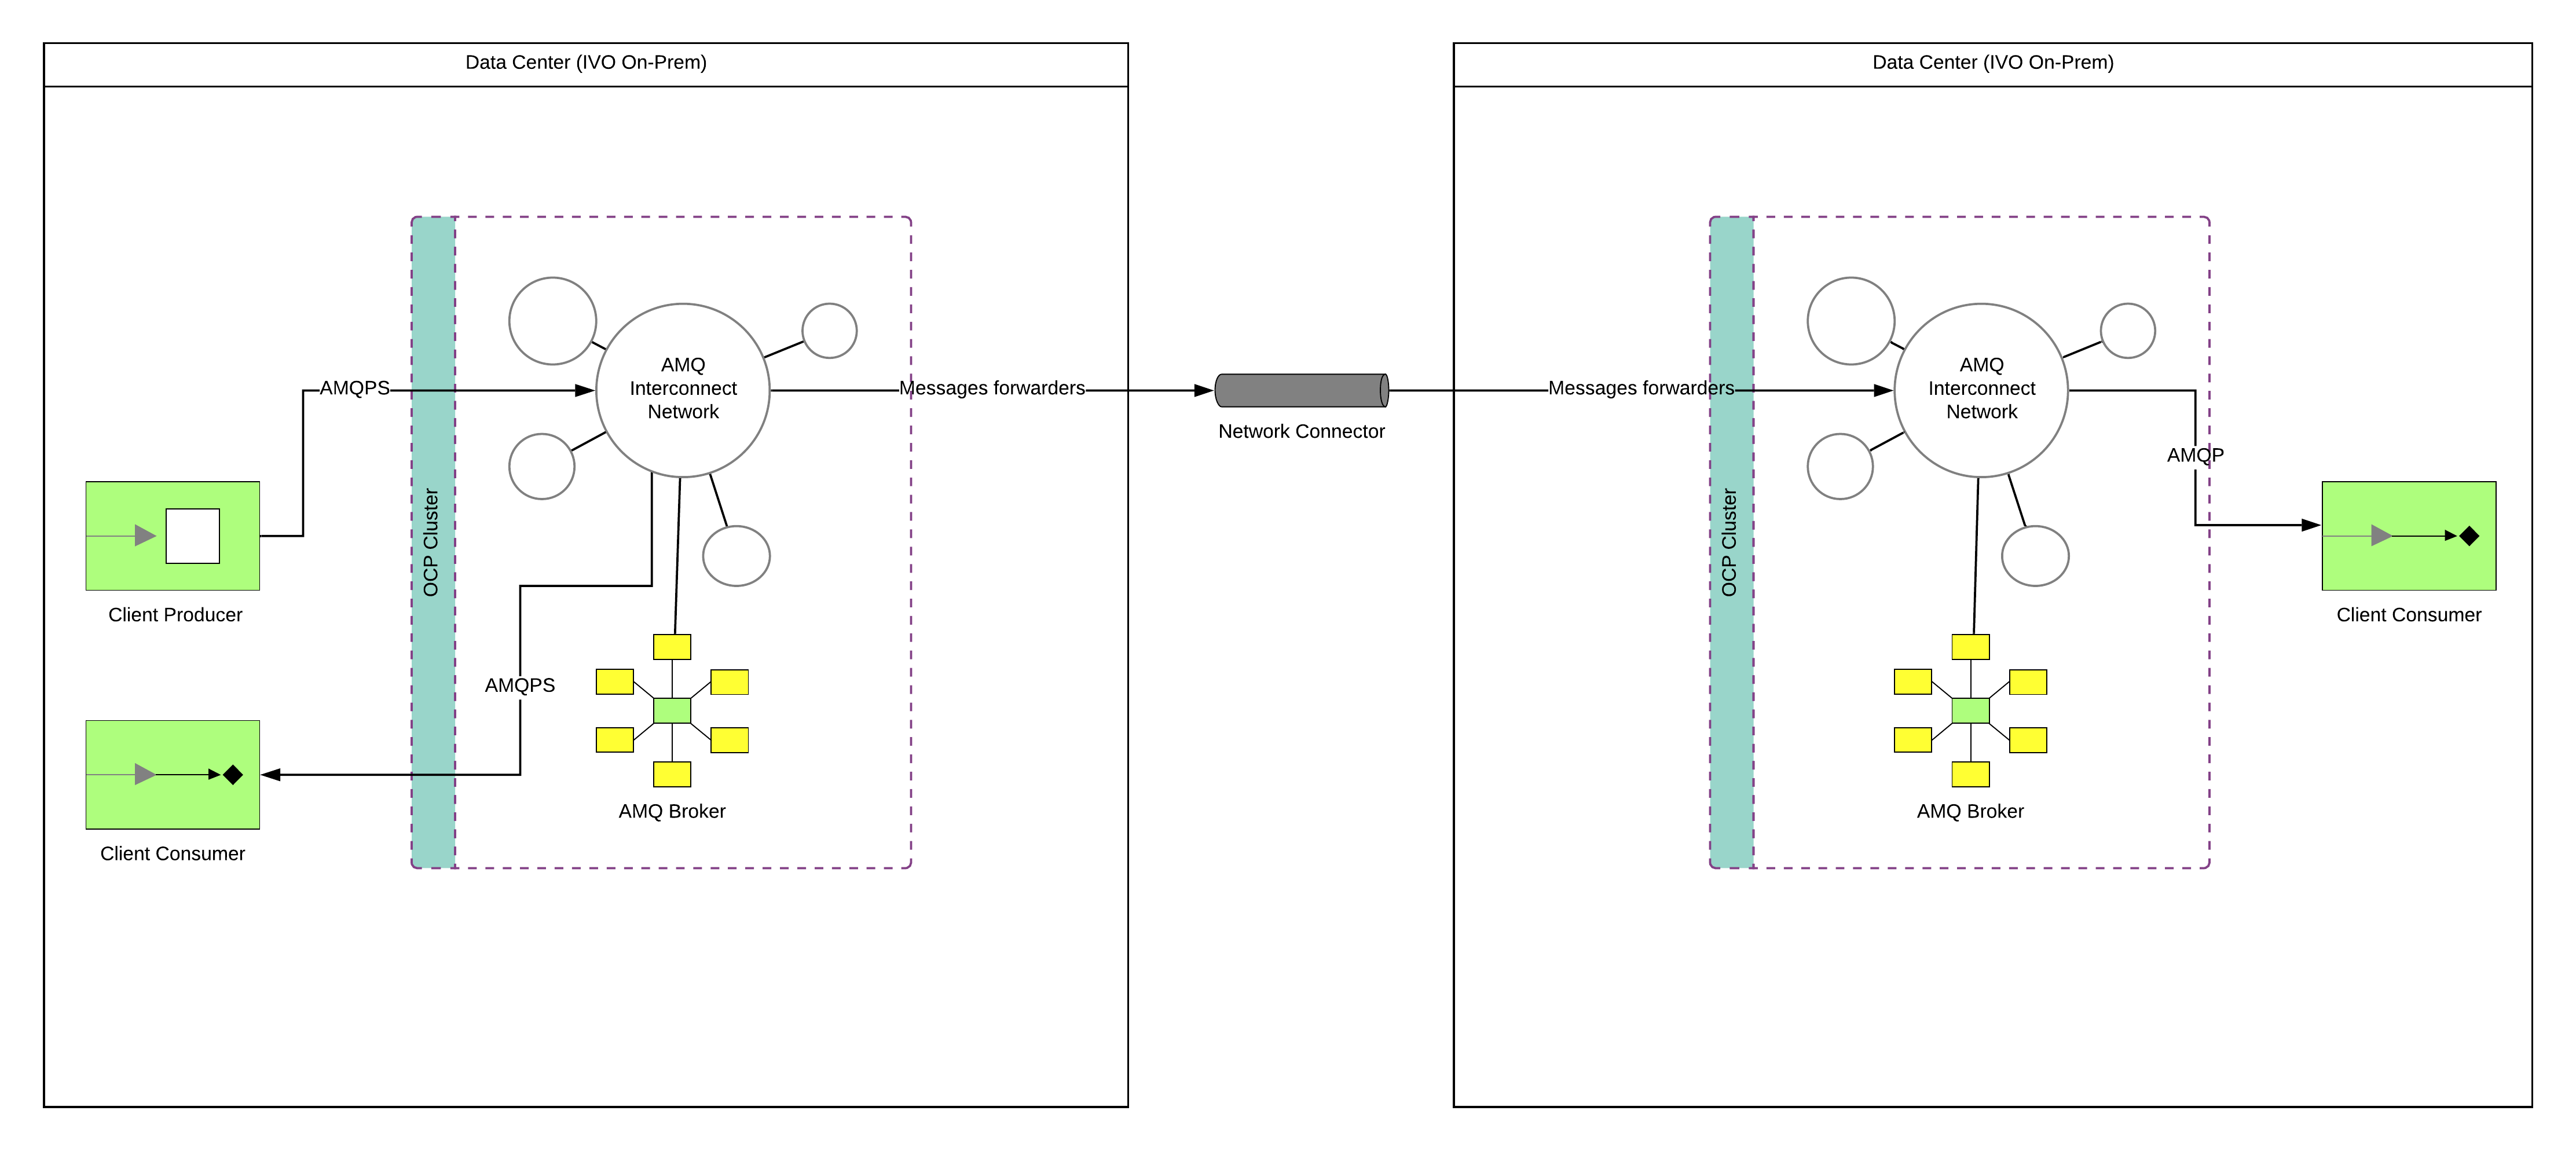 Data Center (IVO On-Prem)
AMQPS
OCP Cluster
AMQ
Interconnect
Network
Messages forwarders
Client Producer
AMQPS
Client Consumer
AMQ Broker
Network Connector
Data Center (IVO On-Prem)
Messages forwarders
OCP Cluster
AMQ
Interconnect
Network
AMQP
Client Consumer
AMQ Broker